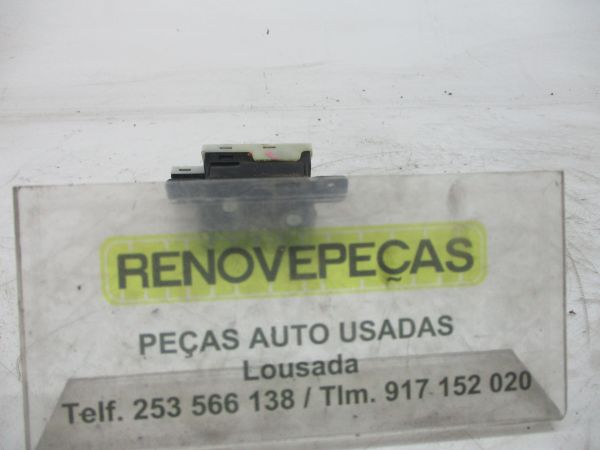 RENOVEPEÇAS
PEÇAS AUTO USADAS
Lousada
Telf. 253 566 138 / Tlm. 917 152 020